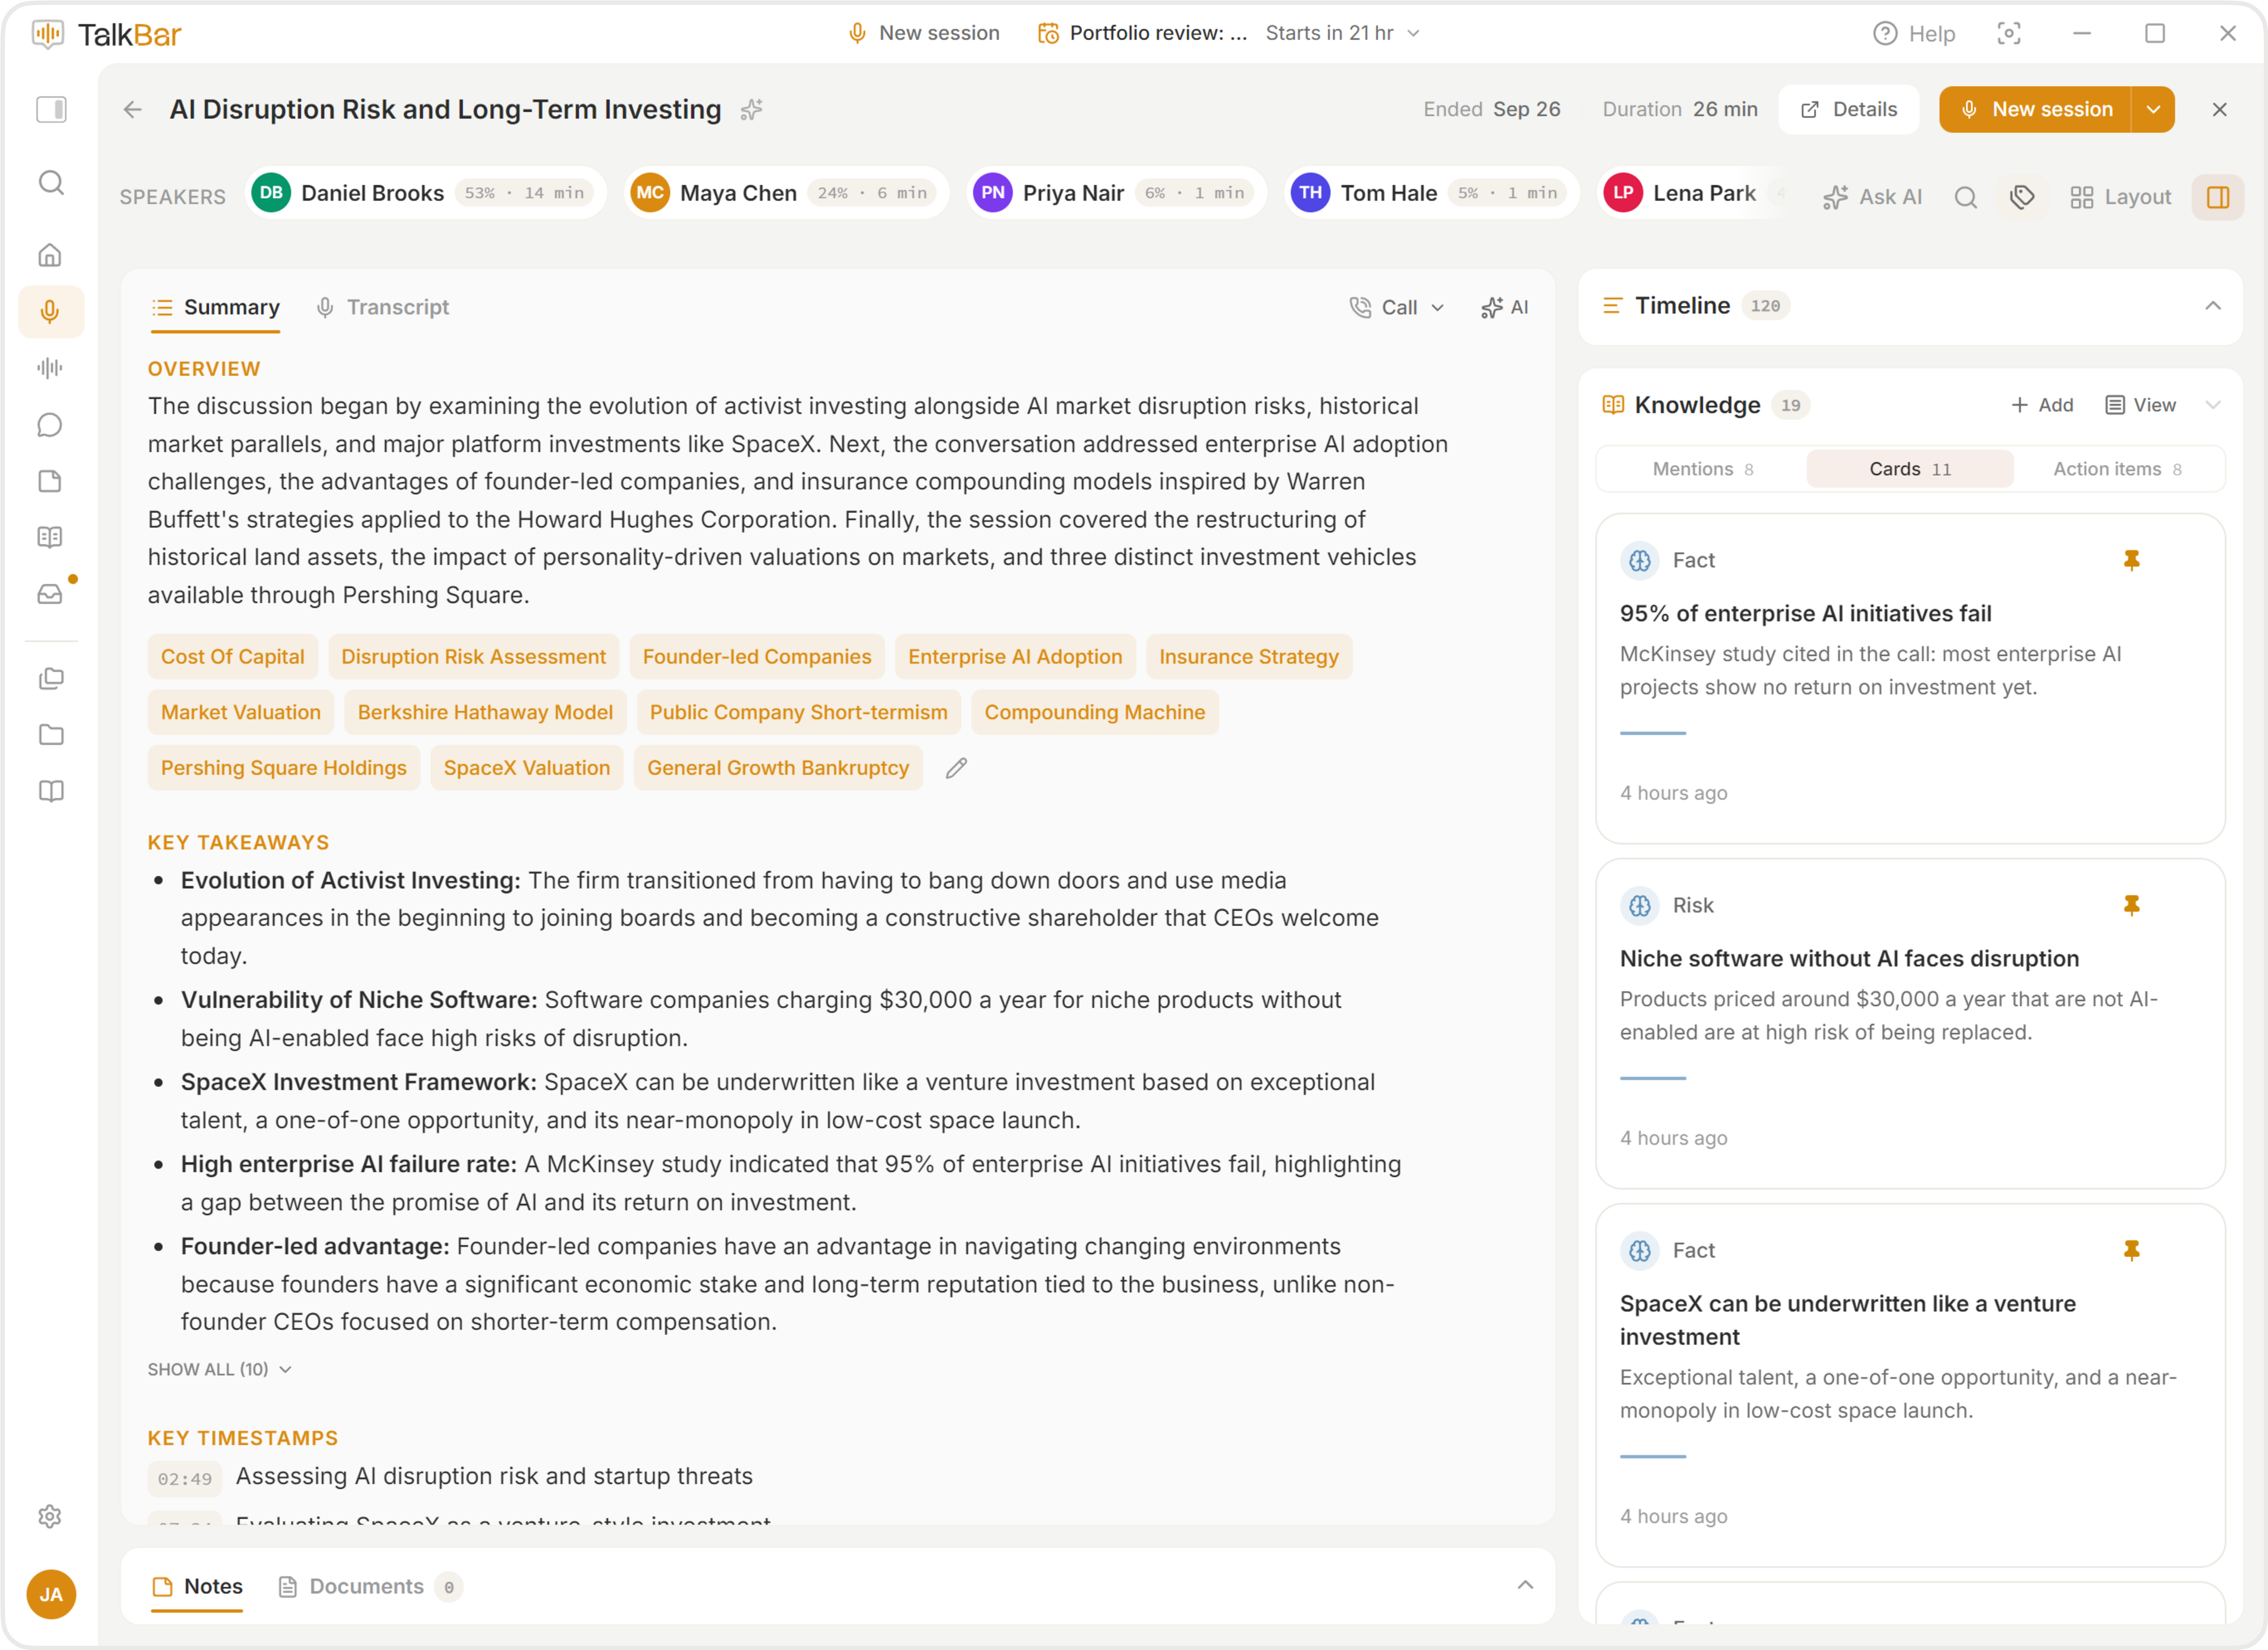 TalkBar
New session
Portfolio review: ... Starts in 21 hr
Help
AI Disruption Risk and Long-Term Investing
Ended Sep 26
Duration 26 min
Details
New session
SPEAKERS
DB Daniel Brooks 53% · 14 min
MC Maya Chen 24% · 6 min
PN Priya Nair 6% · 1 min
TH Tom Hale 5% · 1 min
LP Lena Park
Ask AI
Layout
Summary
Transcript
Call
AI
OVERVIEW
The discussion began by examining the evolution of activist investing alongside AI market disruption risks, historical
market parallels, and major platform investments like SpaceX. Next, the conversation addressed enterprise AI adoption
challenges, the advantages of founder-led companies, and insurance compounding models inspired by Warren
Buffett's strategies applied to the Howard Hughes Corporation. Finally, the session covered the restructuring of
historical land assets, the impact of personality-driven valuations on markets, and three distinct investment vehicles
available through Pershing Square.
Cost Of Capital
Disruption Risk Assessment
Founder-led Companies
Enterprise AI Adoption
Insurance Strategy
Market Valuation
Berkshire Hathaway Model
Public Company Short-termism
Compounding Machine
Pershing Square Holdings
SpaceX Valuation
General Growth Bankruptcy
KEY TAKEAWAYS
• Evolution of Activist Investing: The firm transitioned from having to bang down doors and use media
appearances in the beginning to joining boards and becoming a constructive shareholder that CEOs welcome
today.
• Vulnerability of Niche Software: Software companies charging $30,000 a year for niche products without
being AI-enabled face high risks of disruption.
• SpaceX Investment Framework: SpaceX can be underwritten like a venture investment based on exceptional
talent, a one-of-one opportunity, and its near-monopoly in low-cost space launch.
• High enterprise AI failure rate: A McKinsey study indicated that 95% of enterprise AI initiatives fail, highlighting
a gap between the promise of AI and its return on investment.
• Founder-led advantage: Founder-led companies have an advantage in navigating changing environments
because founders have a significant economic stake and long-term reputation tied to the business, unlike non-
founder CEOs focused on shorter-term compensation.
SHOW ALL (10)
KEY TIMESTAMPS
02:49 Assessing AI disruption risk and startup threats
Evaluating SpaceX as a venture-style investment
Notes
Documents 0
JA
Timeline 120
Knowledge 19
Add
View
Mentions 8
Cards 11
Action items 8
Fact
95% of enterprise AI initiatives fail
McKinsey study cited in the call: most enterprise AI
projects show no return on investment yet.
4 hours ago
Risk
Niche software without AI faces disruption
Products priced around $30,000 a year that are not AI-
enabled are at high risk of being replaced.
4 hours ago
Fact
SpaceX can be underwritten like a venture
investment
Exceptional talent, a one-of-one opportunity, and a near-
monopoly in low-cost space launch.
4 hours ago